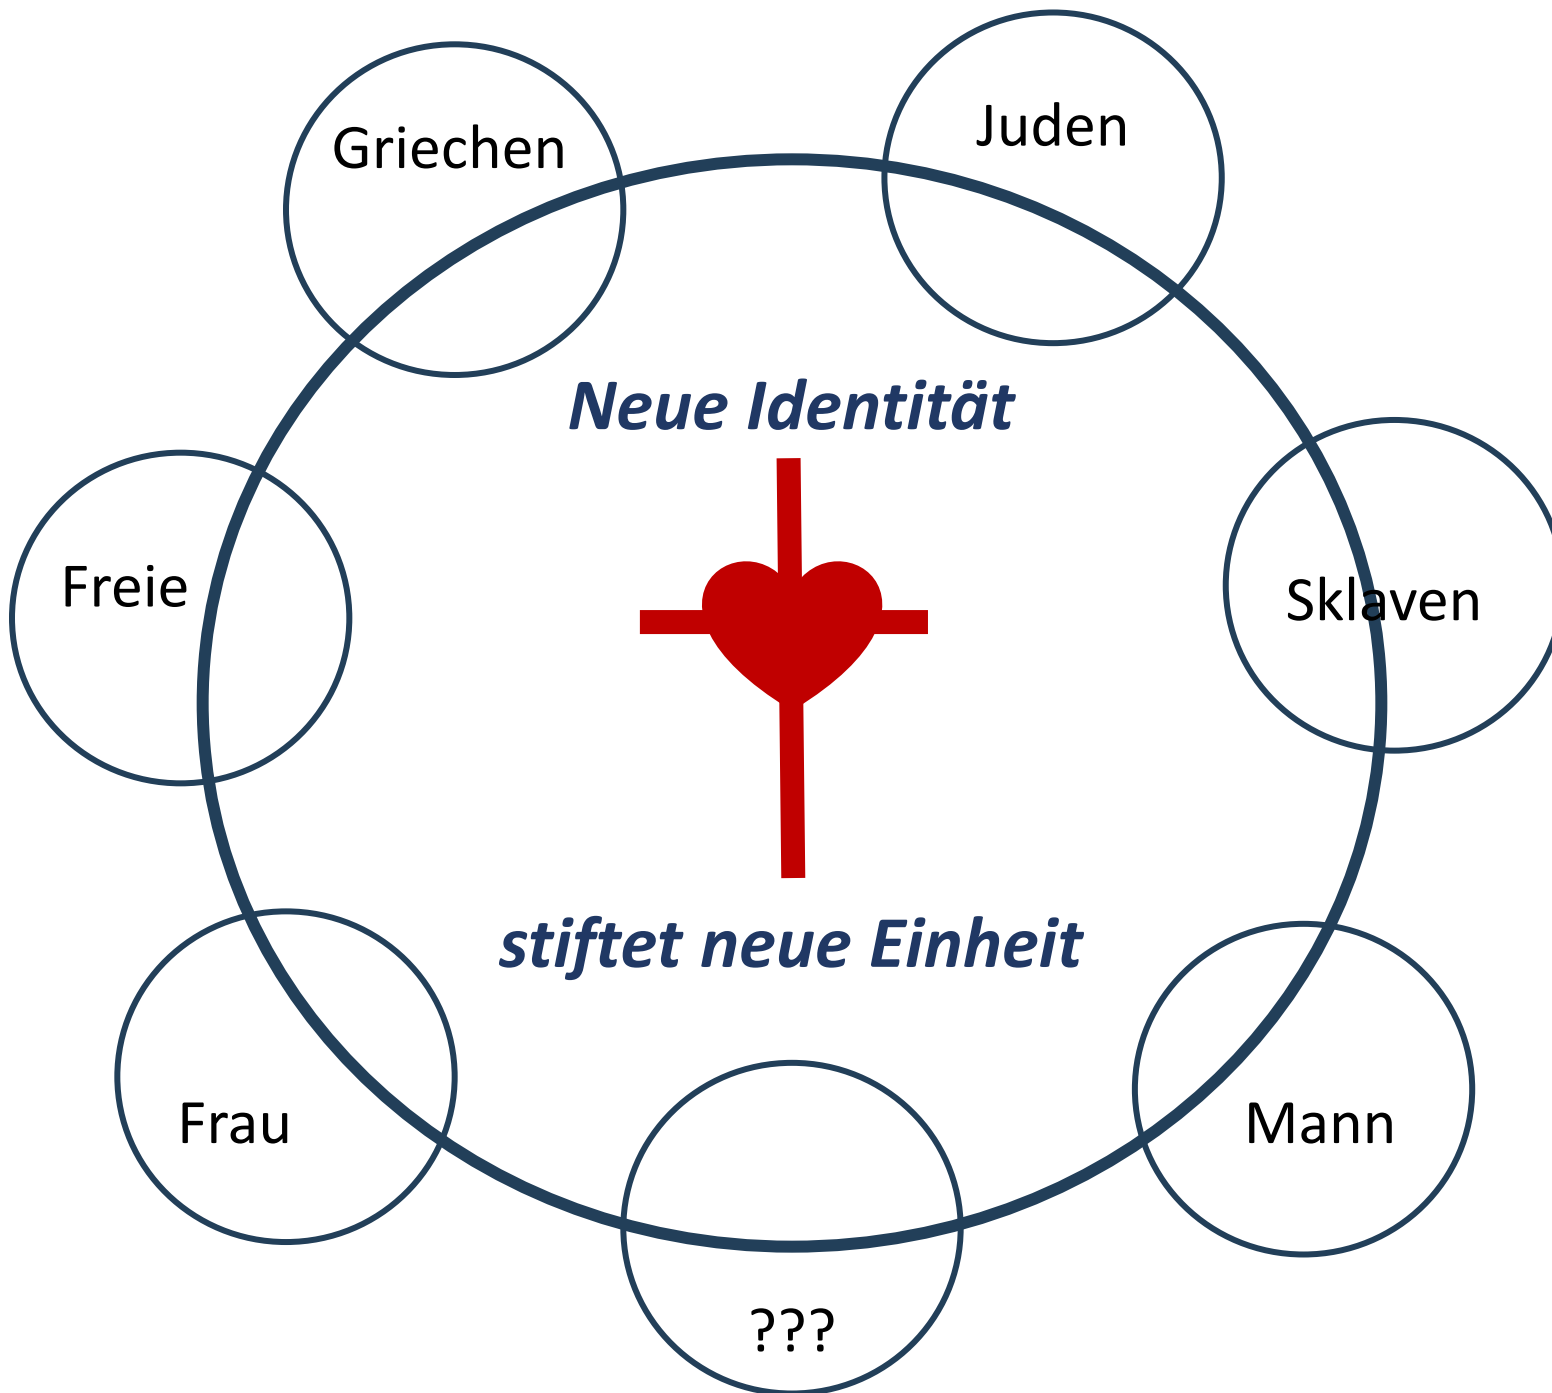 Juden
Griechen
Neue Identität
Freie
Sklaven
stiftet neue Einheit
Frau
Mann
???